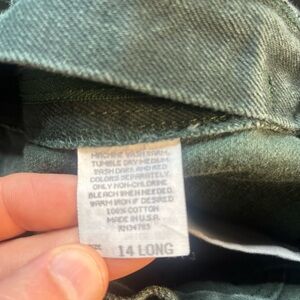 MACHINE WASH WARM.
TUMBLE DRY MEDIUM.
WASH DARK AND RED
COLORS SEPARATELY.
ONLY NON-CHLORINE
BLEACH WHEN NEEDED.
WARM IRON IF DESIRED
100% COTTON
MADE IN U.S.A.
RN34783
14 LONG